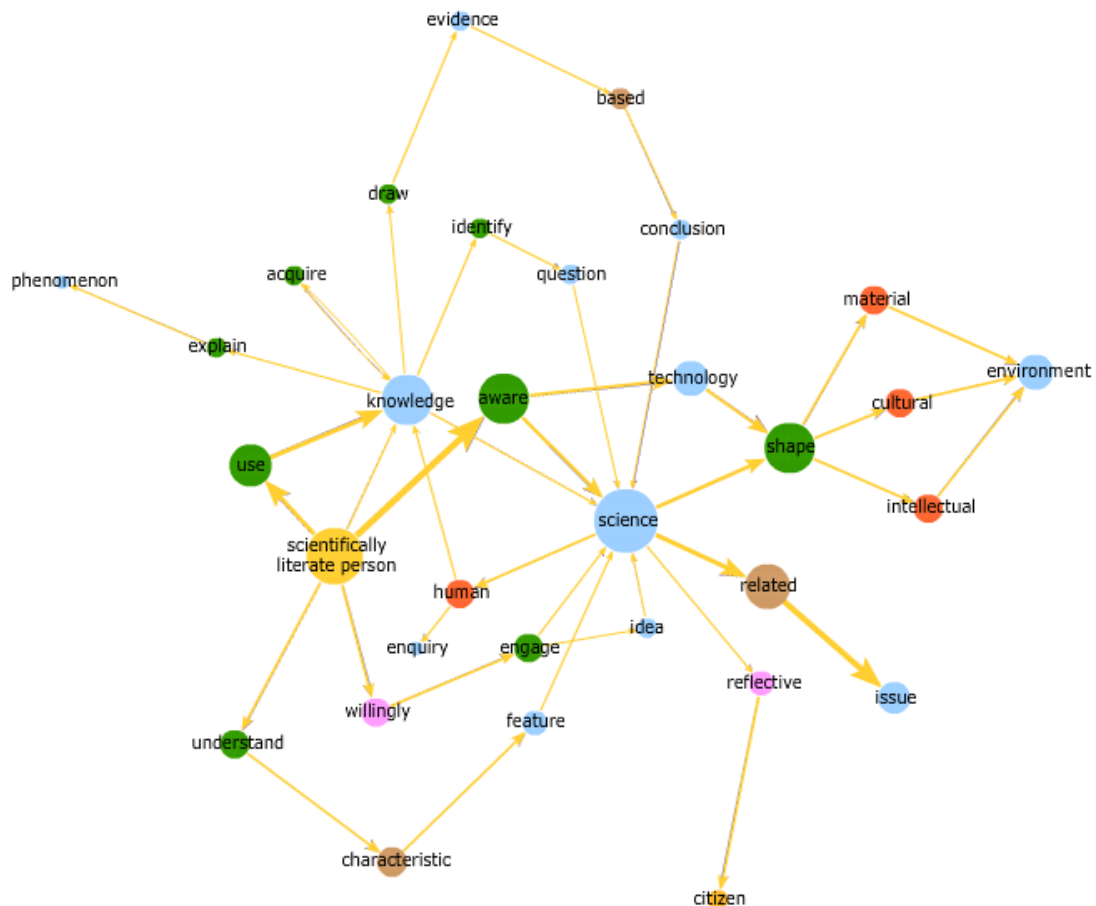 evidence
based
draw
identify
conclusion
acquire
question
phenomenon
material
explain
technology
environment
knowledge
aware
cultural
shape
use
intellectual
science
scientifically
literate person
related
human
idea
enquiry
engage
reflective
issue
willingly
feature
understand
characteristic
citizen